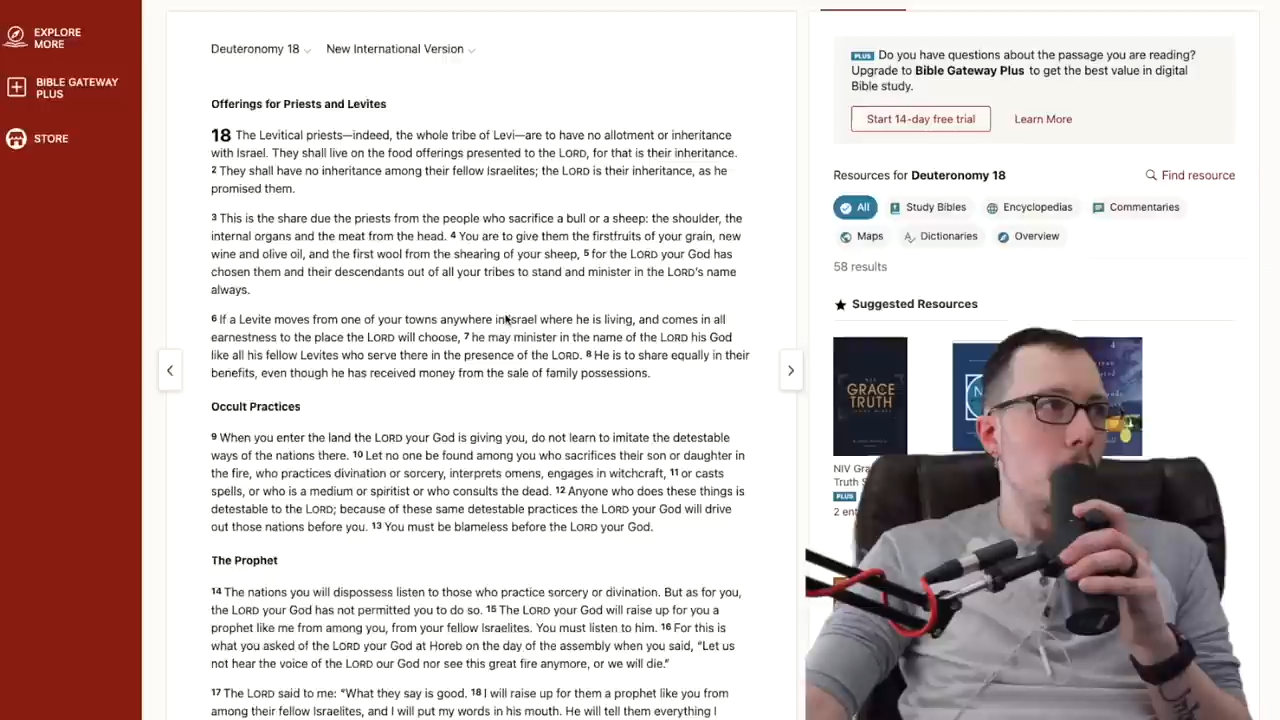 EXPLORE
MORE
BIBLE GATEWAY
PLUS
STORE
Deuteronomy 18
New International Version
Offerings for Priests and Levites
18 The Levitical priests—indeed, the whole tribe of Levi—are to have no allotment or inheritance
with Israel. They shall live on the food offerings presented to the LORD, for that is their inheritance.
2 They shall have no inheritance among their fellow Israelites; the LORD is their inheritance, as he
promised them.
3 This is the share due the priests from the people who sacrifice a bull or a sheep: the shoulder, the
internal organs and the meat from the head. 4 You are to give them the firstfruits of your grain, new
wine and olive oil, and the first wool from the shearing of your sheep, 5 for the LORD your God has
chosen them and their descendants out of all your tribes to stand and minister in the LORD's name
always.
6 If a Levite moves from one of your towns anywhere in Israel where he is living, and comes in all
earnestness to the place the LORD will choose, 7 he may minister in the name of the LORD his God
like all his fellow Levites who serve there in the presence of the LORD. 8 He is to share equally in their
benefits, even though he has received money from the sale of family possessions.
Occult Practices
9 When you enter the land the LORD your God is giving you, do not learn to imitate the detestable
ways of the nations there. 10 Let no one be found among you who sacrifices their son or daughter in
the fire, who practices divination or sorcery, interprets omens, engages in witchcraft, 11 or casts
spells, or who is a medium or spiritist or who consults the dead. 12 Anyone who does these things is
detestable to the LORD; because of these same detestable practices the LORD your God will drive
out those nations before you. 13 You must be blameless before the LORD your God.
The Prophet
14 The nations you will dispossess listen to those who practice sorcery or divination. But as for you,
the LORD your God has not permitted you to do so. 15 The LORD your God will raise up for you a
prophet like me from among you, from your fellow Israelites. You must listen to him. 16 For this is
what you asked of the LORD your God at Horeb on the day of the assembly when you said, “Let us
not hear the voice of the LORD our God nor see this great fire anymore, or we will die.”
17 The LORD said to me: “What they say is good. 18 I will raise up for them a prophet like you from
among their fellow Israelites, and I will put my words in his mouth. He will tell them everything I
PLUS Do you have questions about the passage you are reading?
Upgrade to Bible Gateway Plus to get the best value in digital
Bible study.
Start 14-day free trial
Learn More
Resources for Deuteronomy 18
Find resource
All
Study Bibles
Encyclopedias
Commentaries
Maps
Dictionaries
Overview
58 results
Suggested Resources
GRACE
TRUTH
NIV Gra
Truth S
PLUS
2 ent